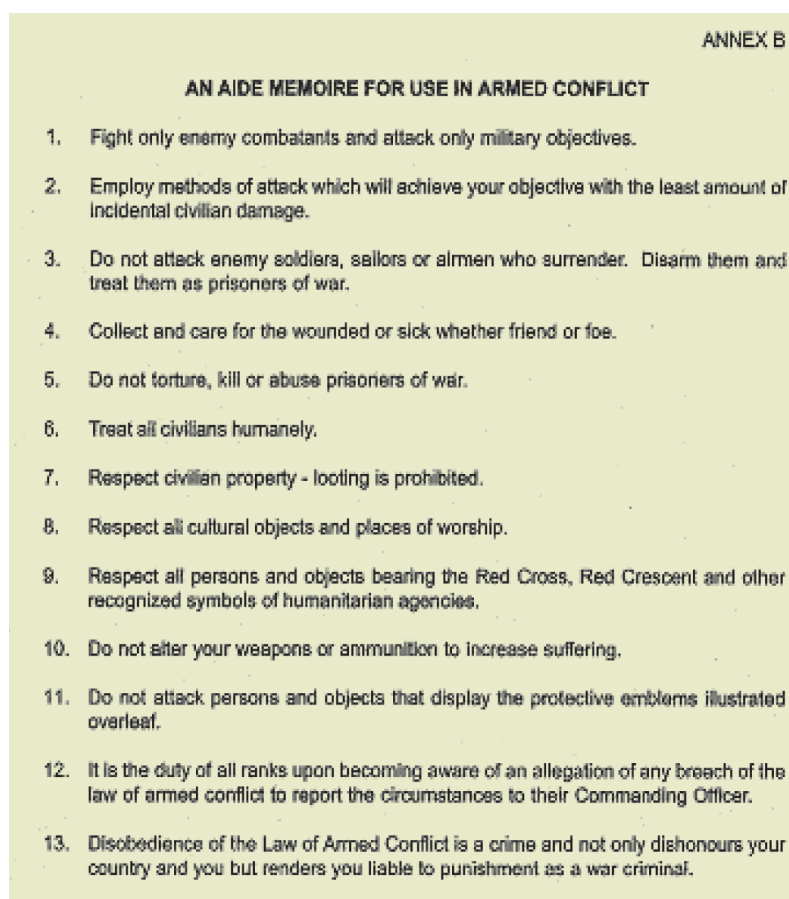 ANNEX B
AN AIDE MEMOIRE FOR USE IN ARMED CONFLICT
1. Fight only enemy combatants and attack only military objectives.
2. Employ methods of attack which will achieve your objective with the least amount of
incidental civilian damage.
3. Do not attack enemy soldiers, sailors or airmen who surrender. Disarm them and
treat them as prisoners of war.
4. Collect and care for the wounded or sick whether friend or foe.
5. Do not torture, kill or abuse prisoners of war.
6. Treat all civilians humanely.
7. Respect civilian property - looting is prohibited.
8. Respect all cultural objects and places of worship.
9. Respect all persons and objects bearing the Red Cross, Red Crescent and other
recognized symbols of humanitarian agencies.
10. Do not alter your weapons or ammunition to increase suffering.
11. Do not attack persons and objects that display the protective emblems illustrated
overleaf.
12. It is the duty of all ranks upon becoming aware of an allegation of any breach of the
law of armed conflict to report the circumstances to their Commanding Officer.
13. Disobedience of the Law of Armed Conflict is a crime and not only dishonours your
country and you but renders you liable to punishment as a war criminal.